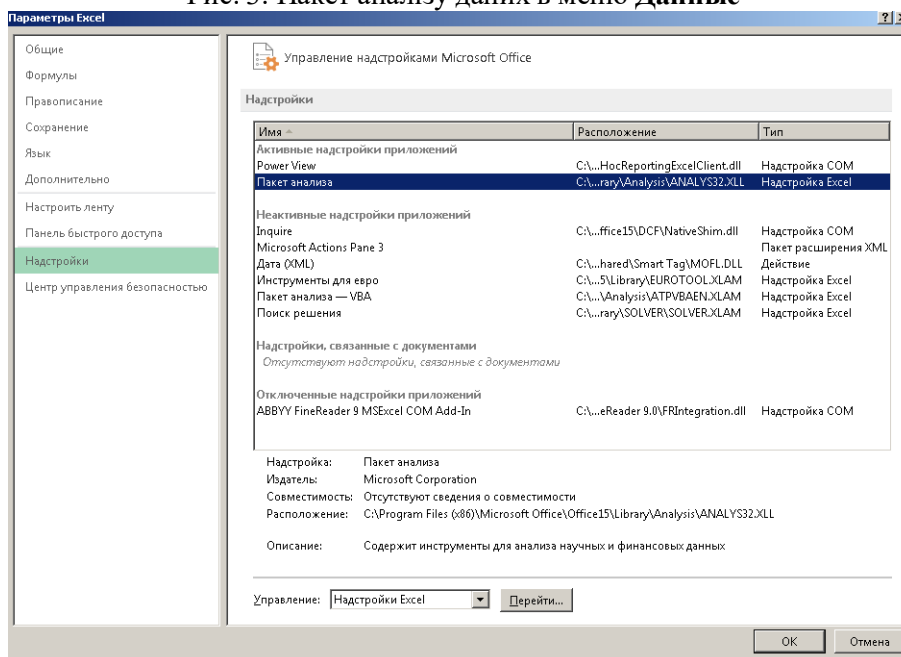 Рис. 3. Пакет анализу даних в меню Данные
Параметры Excel
Общие
Формулы
Правописание
Сохранение
Язык
Дополнительно
Настроить ленту
Панель быстрого доступа
Надстройки
Центр управления безопасностью
Управление надстройками Microsoft Office
Надстройки
Имя Расположение Тип
Активные надстройки приложений
Power View C:\...HocReportingExcelClient.dll Надстройка COM
Пакет анализа C:\...rary\Analysis\ANALYS32.XLL Надстройка Excel
Неактивные надстройки приложений
Inquire C:\...ffice15\DCF\NativeShim.dll Надстройка COM
Microsoft Actions Pane 3 Пакет расширения XML
Дата (XML) C:\...hared\Smart Tag\MOFL.DLL Действие
Инструменты для евро C:\...5\Library\EUROTOOL.XLAM Надстройка Excel
Пакет анализа — VBA C:\...\Analysis\ATPVBAEN.XLAM Надстройка Excel
Поиск решения C:\...rary\SOLVER\SOLVER.XLAM Надстройка Excel
Надстройки, связанные с документами
Отсутствуют надстройки, связанные с документами
Отключенные надстройки приложений
ABBYY FineReader 9 MSExcel COM Add-In C:\...eReader 9.0\FRIntegration.dll Надстройка COM
Надстройка: Пакет анализа
Издатель: Microsoft Corporation
Совместимость: Отсутствуют сведения о совместимости
Расположение: C:\Program Files (x86)\Microsoft Office\Office15\Library\Analysis\ANALYS32.XLL
Описание: Содержит инструменты для анализа научных и финансовых данных
Управление: Надстройки Excel Перейти...
ОК Отмена